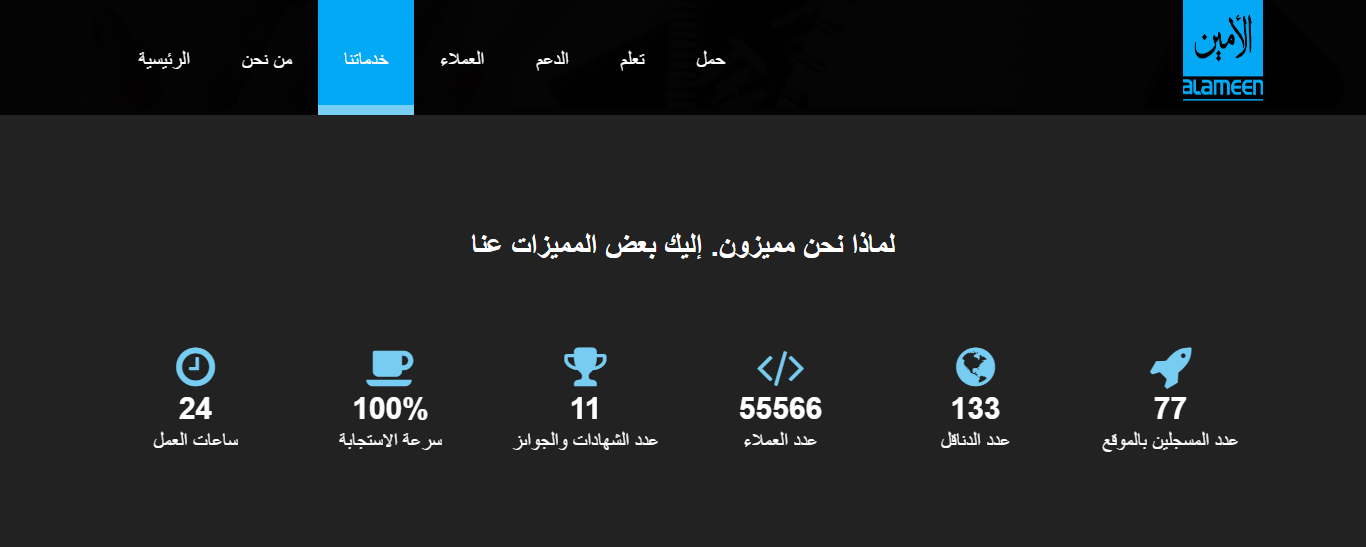 الأمين
ALAMEEN
حمل
تعلم
الدعم
العملاء
خدماتنا
من نحن
الرئيسية
لماذا نحن مميزون. إليك بعض المميزات عنا
77
عدد المسجلين بالموقع
133
عدد الدناقل
55566
عدد العملاء
11
عدد الشهادات والجوائز
100%
سرعة الاستجابة
24
ساعات العمل